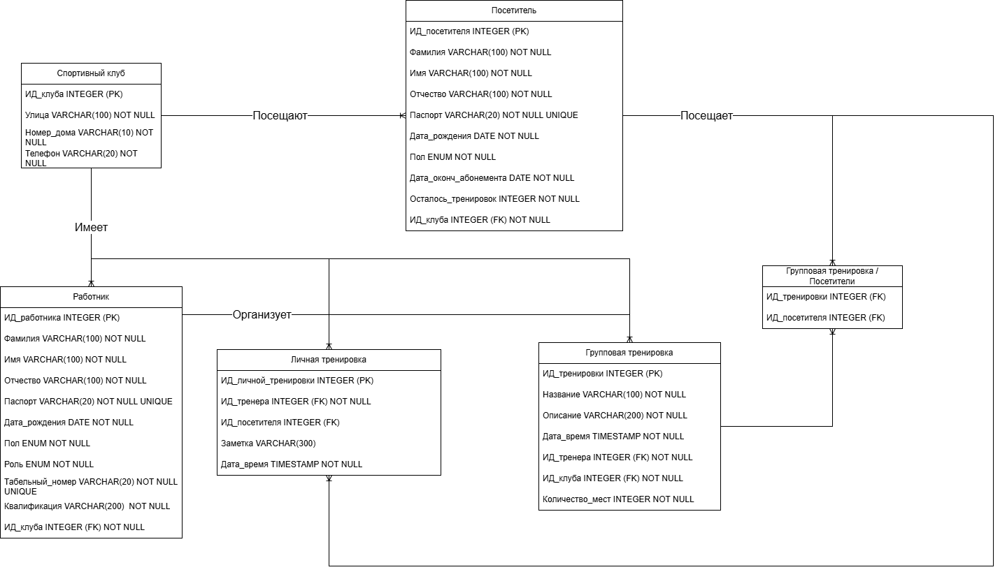 Посетитель
ИД_посетителя INTEGER (PK)
Фамилия VARCHAR(100) NOT NULL
Имя VARCHAR(100) NOT NULL
Отчество VARCHAR(100) NOT NULL
Паспорт VARCHAR(20) NOT NULL UNIQUE
Дата_рождения DATE NOT NULL
Пол ENUM NOT NULL
Дата_оконч_абонемента DATE NOT NULL
Осталось_тренировок INTEGER NOT NULL
ИД_клуба INTEGER (FK) NOT NULL
Спортивный клуб
ИД_клуба INTEGER (PK)
Улица VARCHAR(100) NOT NULL
Номер_дома VARCHAR(10) NOT
NULL
Телефон VARCHAR(20) NOT
NULL
Посещают
Посещает
Имеет
Групповая тренировка /
Посетители
ИД_тренировки INTEGER (FK)
ИД_посетителя INTEGER (FK)
Работник
ИД_работника INTEGER (PK)
Фамилия VARCHAR(100) NOT NULL
Имя VARCHAR(100) NOT NULL
Отчество VARCHAR(100) NOT NULL
Паспорт VARCHAR(20) NOT NULL UNIQUE
Дата_рождения DATE NOT NULL
Пол ENUM NOT NULL
Роль ENUM NOT NULL
Табельный_номер VARCHAR(20) NOT NULL
UNIQUE
Квалификация VARCHAR(200)  NOT NULL
ИД_клуба INTEGER (FK) NOT NULL
Организует
Личная тренировка
ИД_личной_тренировки INTEGER (PK)
ИД_тренера INTEGER (FK) NOT NULL
ИД_посетителя INTEGER (FK)
Заметка VARCHAR(300)
Дата_время TIMESTAMP NOT NULL
Групповая тренировка
ИД_тренировки INTEGER (PK)
Название VARCHAR(100) NOT NULL
Описание VARCHAR(200) NOT NULL
Дата_время TIMESTAMP NOT NULL
ИД_тренера INTEGER (FK) NOT NULL
ИД_клуба INTEGER (FK) NOT NULL
Количество_мест INTEGER NOT NULL